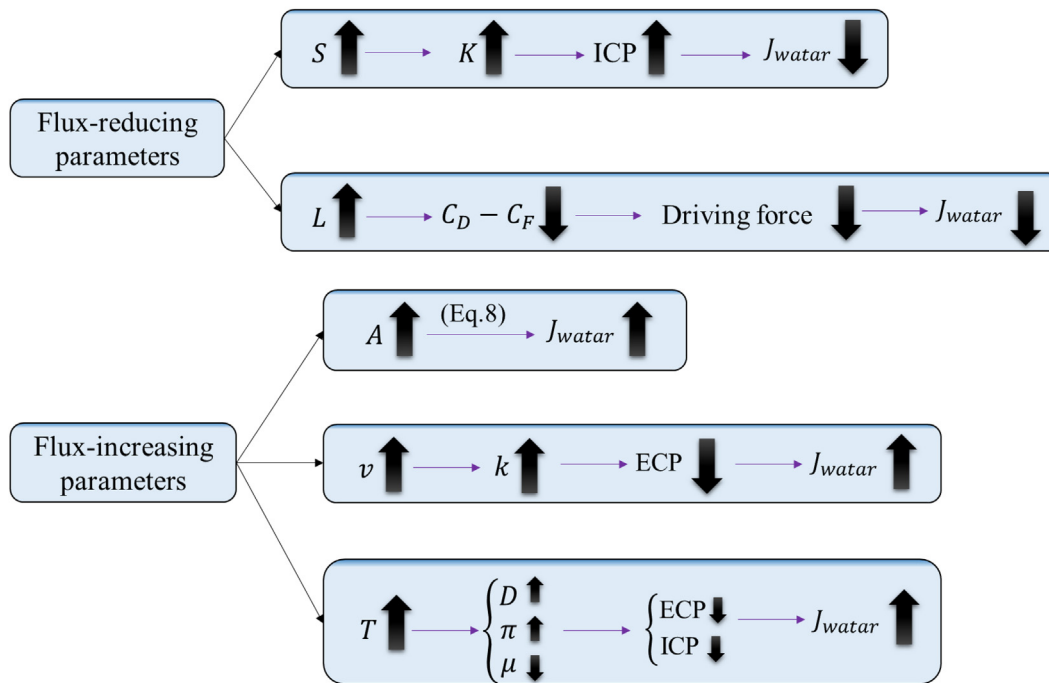 Flux-reducing
parameters
S K ICP J_watar
L C_D − C_F Driving force J_watar
Flux-increasing
parameters
A (Eq.8) J_watar
v k ECP J_watar
T
D
π
μ
ECP
ICP
J_watar